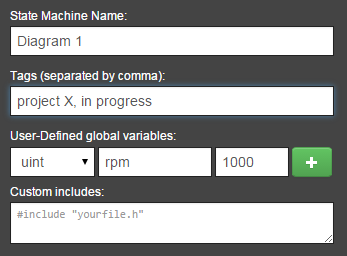 State Machine Name:
Diagram 1
Tags (separated by comma):
project X, in progress
User-Defined global variables:
uint rpm 1000 +
Custom includes:
#include "yourfile.h"